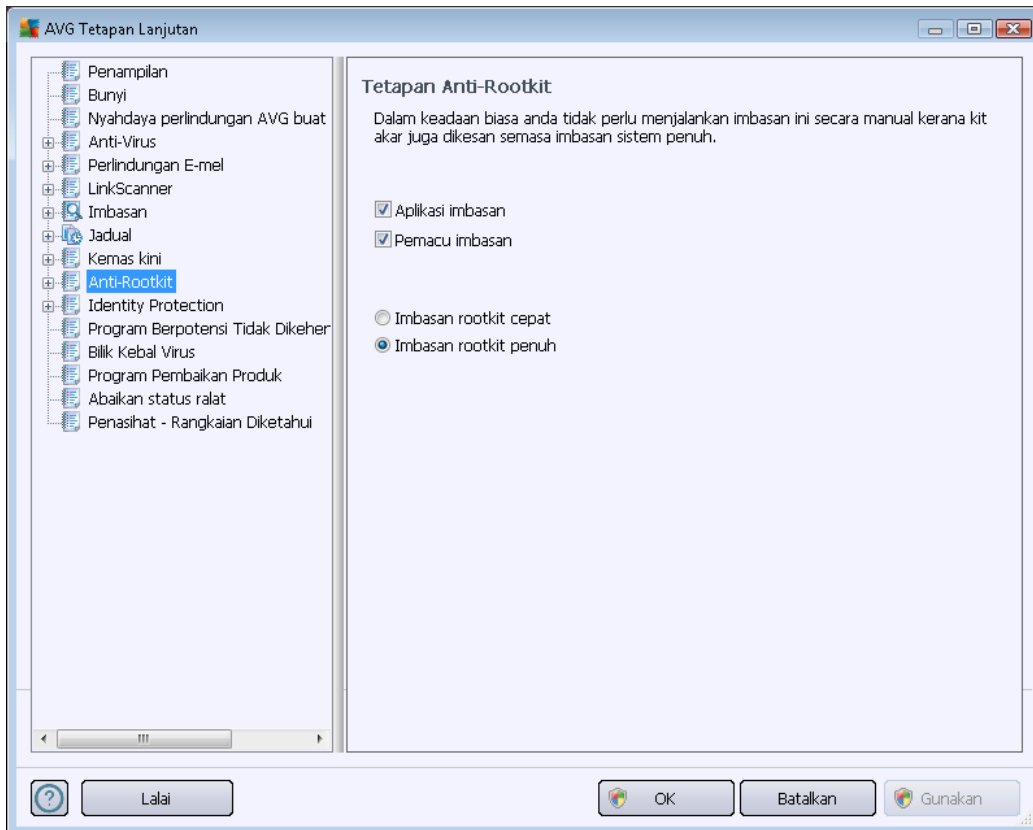 AVG Tetapan Lanjutan
Penampilan
Bunyi
Nyahdaya perlindungan AVG buat
Anti-Virus
Perlindungan E-mel
LinkScanner
Imbasan
Jadual
Kemas kini
Anti-Rootkit
Identity Protection
Program Berpotensi Tidak Dikeher
Bilik Kebal Virus
Program Pembaikan Produk
Abaikan status ralat
Penasihat - Rangkaian Diketahui
Tetapan Anti-Rootkit
Dalam keadaan biasa anda tidak perlu menjalankan imbasan ini secara manual kerana kit
akar juga dikesan semasa imbasan sistem penuh.
Aplikasi imbasan
Pemacu imbasan
Imbasan rootkit cepat
Imbasan rootkit penuh
Lalai
OK
Batalkan
Gunakan